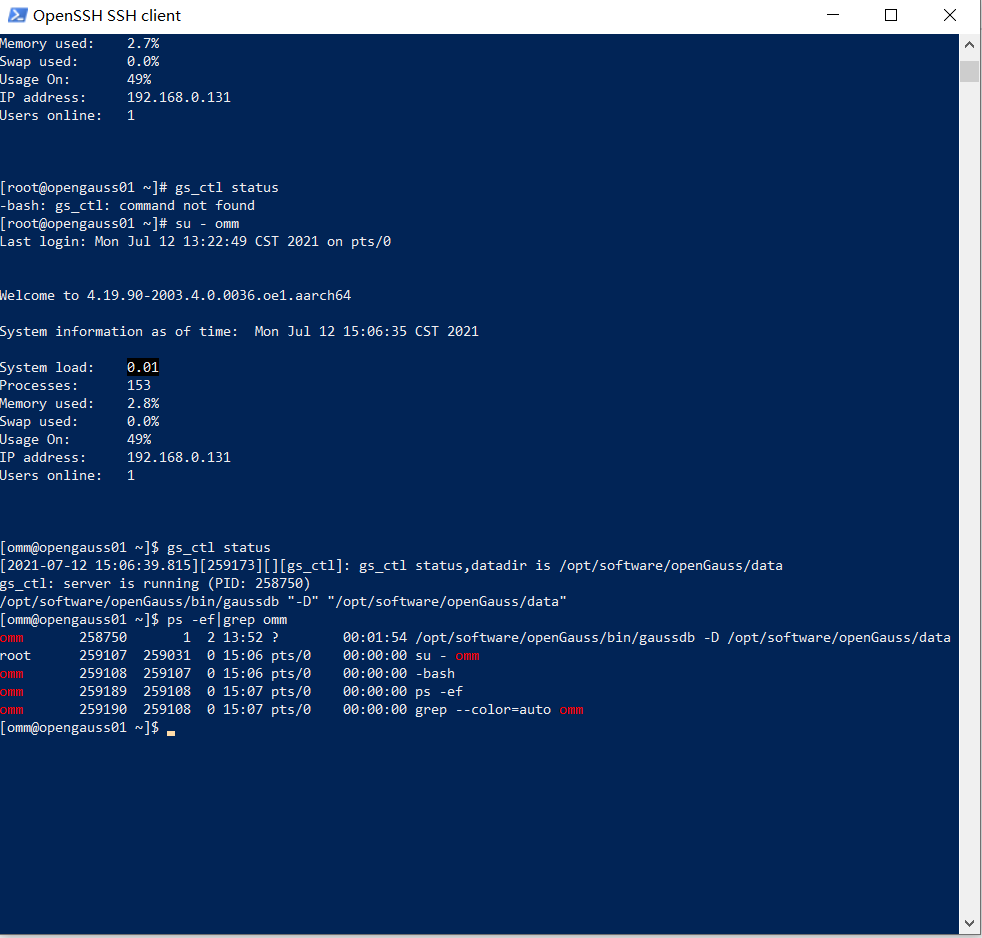 OpenSSH SSH client
Memory used:    2.7%
Swap used:      0.0%
Usage On:       49%
IP address:     192.168.0.131
Users online:   1
[root@opengauss01 ~]# gs_ctl status
-bash: gs_ctl: command not found
[root@opengauss01 ~]# su - omm
Last login: Mon Jul 12 13:22:49 CST 2021 on pts/0
Welcome to 4.19.90-2003.4.0.0036.oe1.aarch64
System information as of time:  Mon Jul 12 15:06:35 CST 2021
System load:    0.01
Processes:      153
Memory used:    2.8%
Swap used:      0.0%
Usage On:       49%
IP address:     192.168.0.131
Users online:   1
[omm@opengauss01 ~]$ gs_ctl status
[2021-07-12 15:06:39.815][259173][][gs_ctl]: gs_ctl status,datadir is /opt/software/openGauss/data
gs_ctl: server is running (PID: 258750)
/opt/software/openGauss/bin/gaussdb "-D" "/opt/software/openGauss/data"
[omm@opengauss01 ~]$ ps -ef|grep omm
omm       258750       1  2 13:52 ?        00:01:54 /opt/software/openGauss/bin/gaussdb -D /opt/software/openGauss/data
root      259107  259031  0 15:06 pts/0    00:00:00 su - omm
omm       259108  259107  0 15:06 pts/0    00:00:00 -bash
omm       259189  259108  0 15:07 pts/0    00:00:00 ps -ef
omm       259190  259108  0 15:07 pts/0    00:00:00 grep --color=auto omm
[omm@opengauss01 ~]$